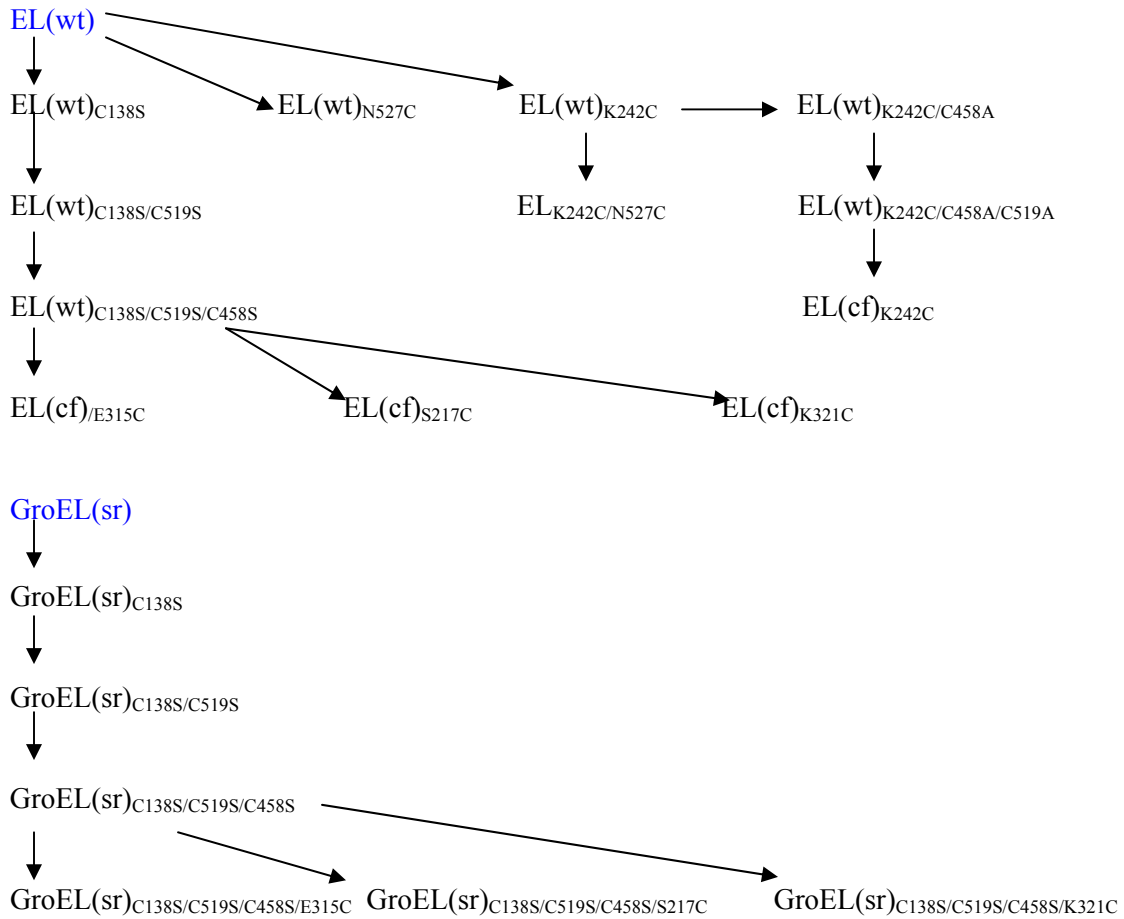 EL(wt)
EL(wt)C138S EL(wt)N527C EL(wt)K242C EL(wt)K242C/C458A
EL(wt)C138S/C519S ELK242C/N527C EL(wt)K242C/C458A/C519A
EL(wt)C138S/C519S/C458S EL(cf)K242C
EL(cf)/E315C EL(cf)S217C EL(cf)K321C
GroEL(sr)
GroEL(sr)C138S
GroEL(sr)C138S/C519S
GroEL(sr)C138S/C519S/C458S
GroEL(sr)C138S/C519S/C458S/E315C GroEL(sr)C138S/C519S/C458S/S217C GroEL(sr)C138S/C519S/C458S/K321C